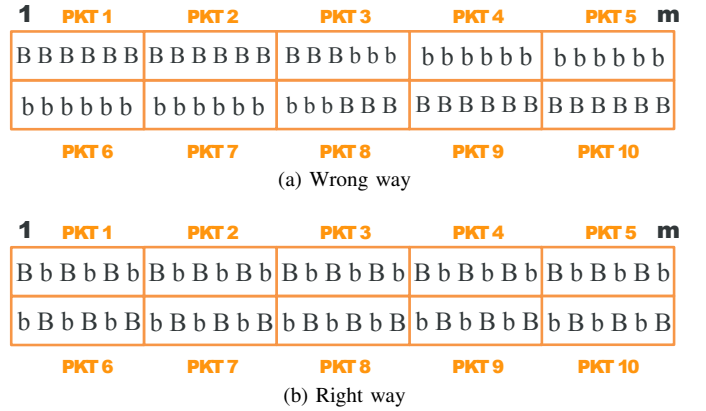 1 PKT 1 PKT 2 PKT 3 PKT 4 PKT 5 m
B B B B B B B B B B B B B B B b b b b b b b b b b b b b b b
b b b b b b b b b b b b b b b B B B B B B B B B B B B B B B
PKT 6 PKT 7 PKT 8 PKT 9 PKT 10
(a) Wrong way
1 PKT 1 PKT 2 PKT 3 PKT 4 PKT 5 m
B b B b B b B b B b B b B b B b B b B b B b B b B b B b B b
b B b B b B b B b B b B b B b B b B b B b B b B b B b B b B
PKT 6 PKT 7 PKT 8 PKT 9 PKT 10
(b) Right way